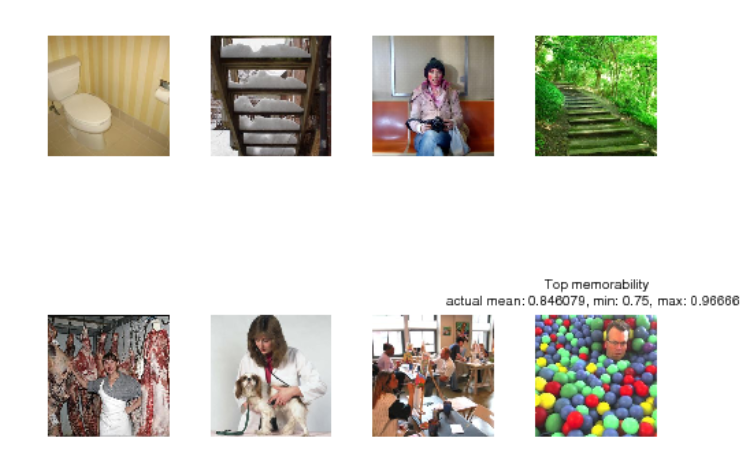 Top memorability
actual mean: 0.846079, min: 0.75, max: 0.96666